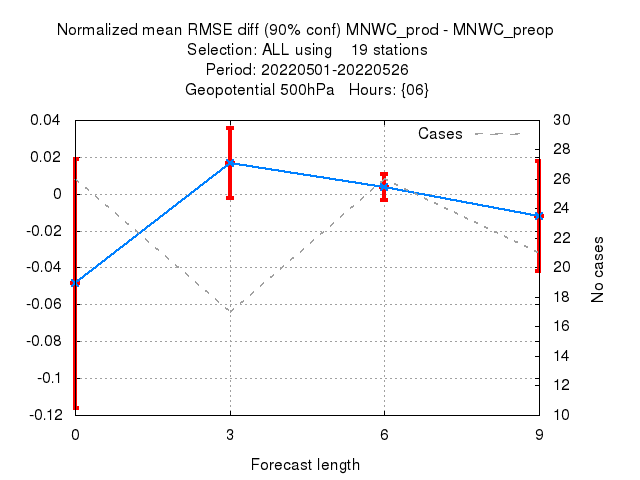 Normalized mean RMSE diff (90% conf) MNWC_prod - MNWC_preop
Selection: ALL using 19 stations
Period: 20220501-20220526
Geopotential 500hPa Hours: {06}
Cases
0.04
0.02
0
-0.02
-0.04
-0.06
-0.08
-0.1
-0.12
30
28
26
24
22
20
18
16
14
12
10
No cases
0 3 6 9
Forecast length